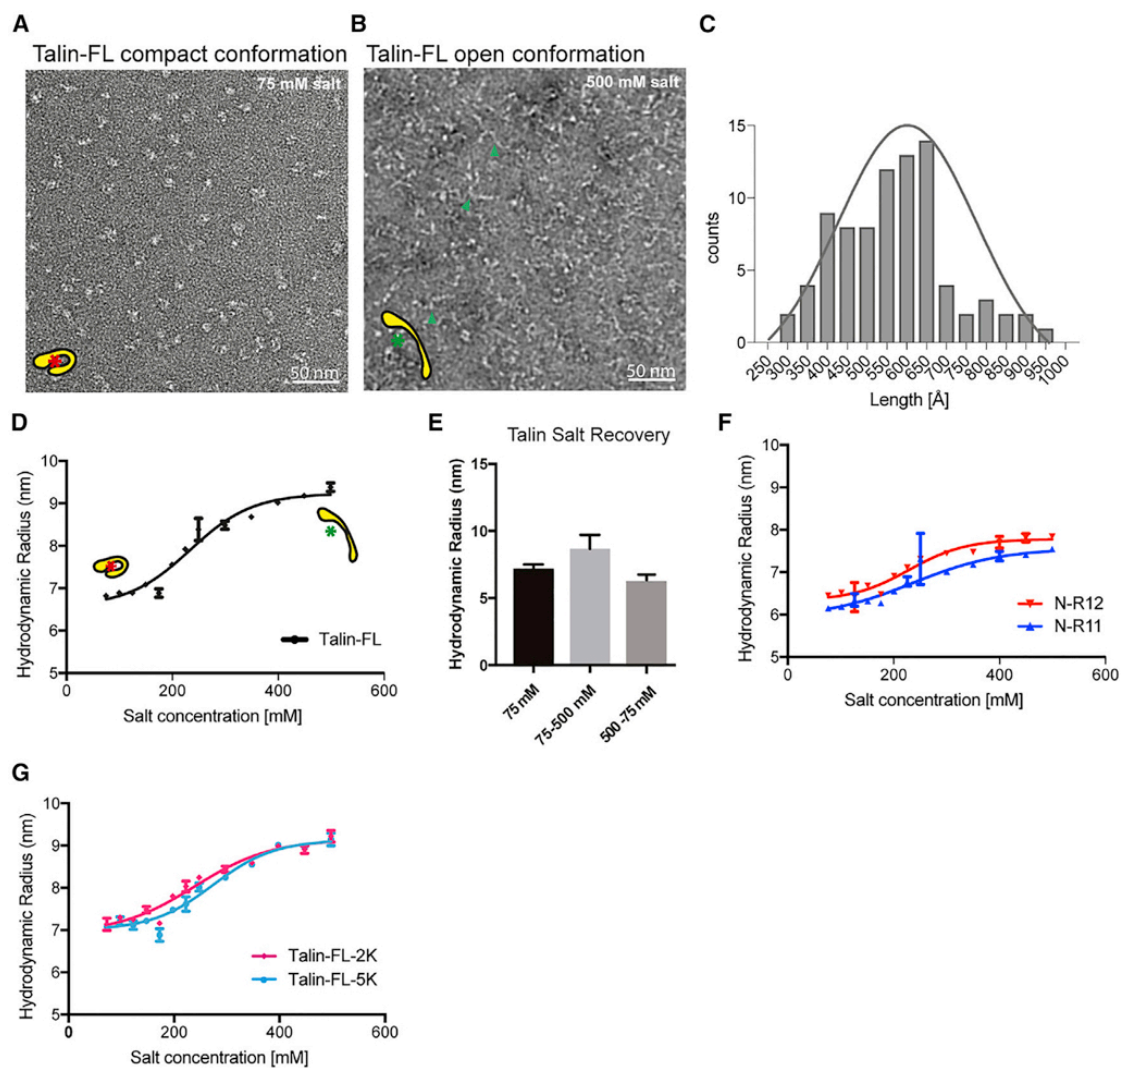 A
Talin-FL compact conformation
75 mM salt
50 nm
B
Talin-FL open conformation
500 mM salt
50 nm
C
15
10
5
0
counts
250
300
350
400
450
500
550
600
650
700
750
800
850
900
950
1000
Length [Å]
D
10
9
8
7
6
5
Hydrodynamic Radius (nm)
Talin-FL
0
200
400
600
Salt concentration [mM]
E
Talin Salt Recovery
15
10
5
0
Hydrodynamic Radius (nm)
75 mM
75-500 mM
500 -75 mM
F
10
9
8
7
6
5
Hydrodynamic Radius (nm)
N-R12
N-R11
0
200
400
600
Salt concentration [mM]
G
10
9
8
7
6
5
Hydrodynamic Radius (nm)
Talin-FL-2K
Talin-FL-5K
0
200
400
600
Salt concentration [mM]